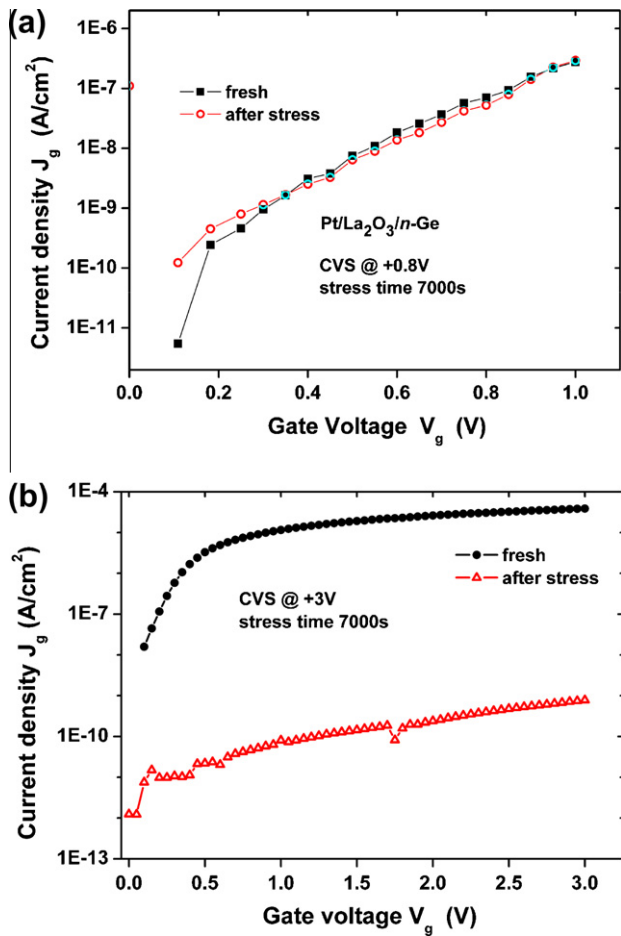 (a)
1E-6
1E-7
1E-8
1E-9
1E-10
1E-11
Current density J_g (A/cm²)
fresh
after stress
Pt/La₂O₃/n-Ge
CVS @ +0.8V
stress time 7000s
0.0 0.2 0.4 0.6 0.8 1.0
Gate Voltage V_g (V)
(b)
1E-4
1E-7
1E-10
1E-13
Current density J_g (A/cm²)
fresh
after stress
CVS @ +3V
stress time 7000s
0.0 0.5 1.0 1.5 2.0 2.5 3.0
Gate voltage V_g (V)